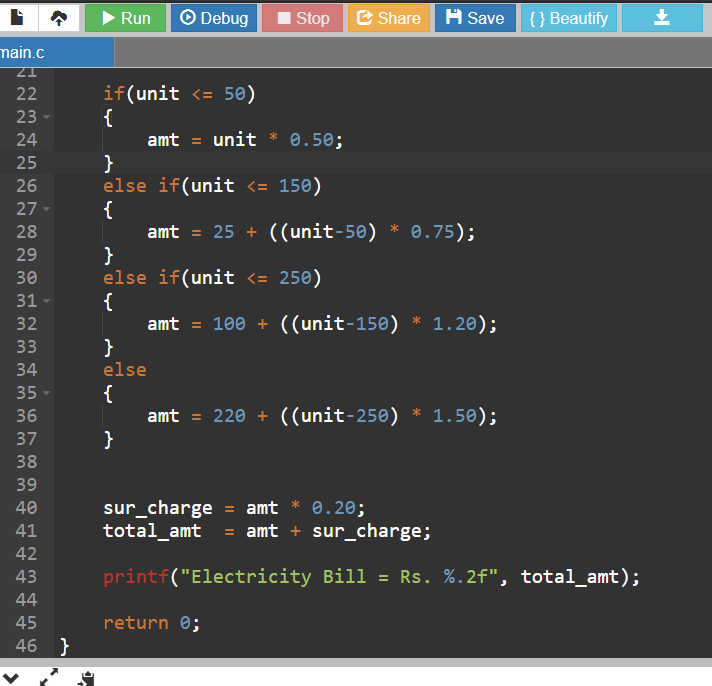 Run Debug Stop Share Save { } Beautify
main.c
21
22 if(unit <= 50)
23 {
24 amt = unit * 0.50;
25 }
26 else if(unit <= 150)
27 {
28 amt = 25 + ((unit-50) * 0.75);
29 }
30 else if(unit <= 250)
31 {
32 amt = 100 + ((unit-150) * 1.20);
33 }
34 else
35 {
36 amt = 220 + ((unit-250) * 1.50);
37 }
38
39
40 sur_charge = amt * 0.20;
41 total_amt  = amt + sur_charge;
42
43 printf("Electricity Bill = Rs. %.2f", total_amt);
44
45 return 0;
46 }